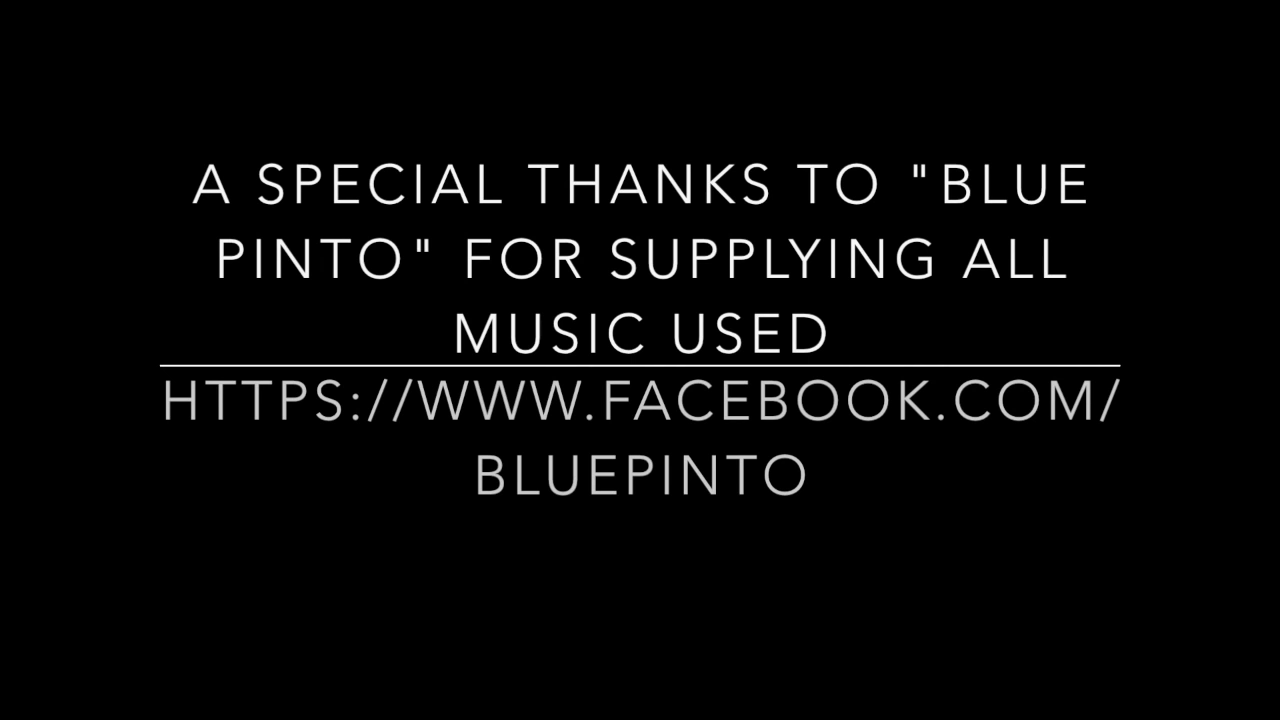 A SPECIAL THANKS TO "BLUE
PINTO" FOR SUPPLYING ALL
MUSIC USED
HTTPS://WWW.FACEBOOK.COM/
BLUEPINTO